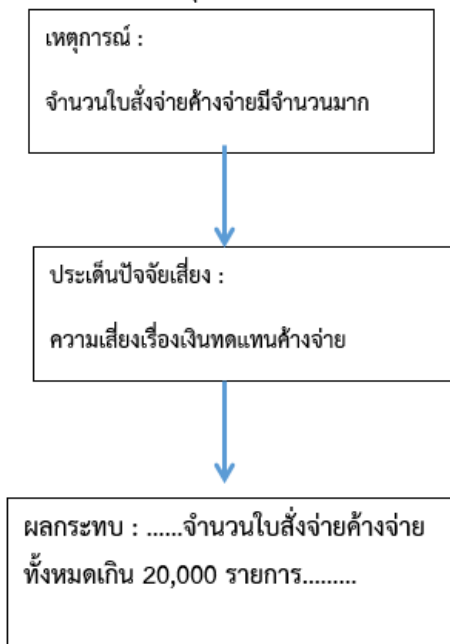 เหตุการณ์ :
จำนวนใบสั่งจ่ายค้างจ่ายมีจำนวนมาก
ประเด็นปัจจัยเสี่ยง :
ความเสี่ยงเรื่องเงินทดแทนค้างจ่าย
ผลกระทบ : ......จำนวนใบสั่งจ่ายค้างจ่าย
ทั้งหมดเกิน 20,000 รายการ.........